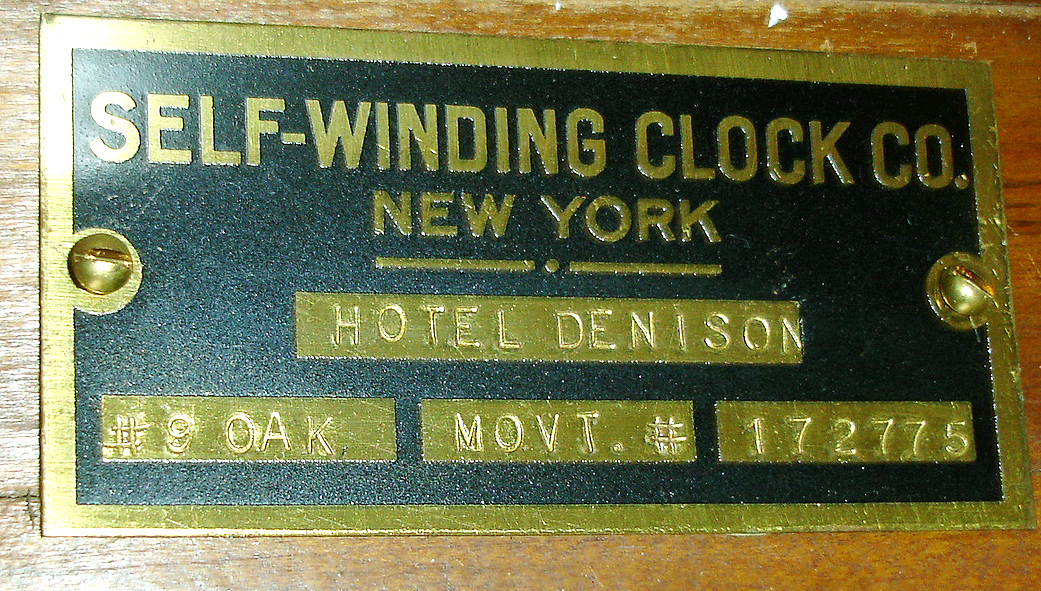 SELF-WINDING CLOCK CO.
NEW YORK
HOTEL DENISON
# 9 OAK MOVT. # 172775